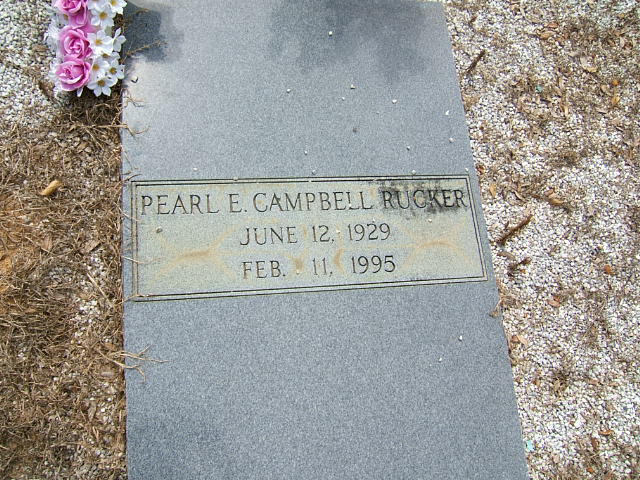 PEARL E. CAMPBELL RUCKER
JUNE 12, 1929
FEB. 11, 1995